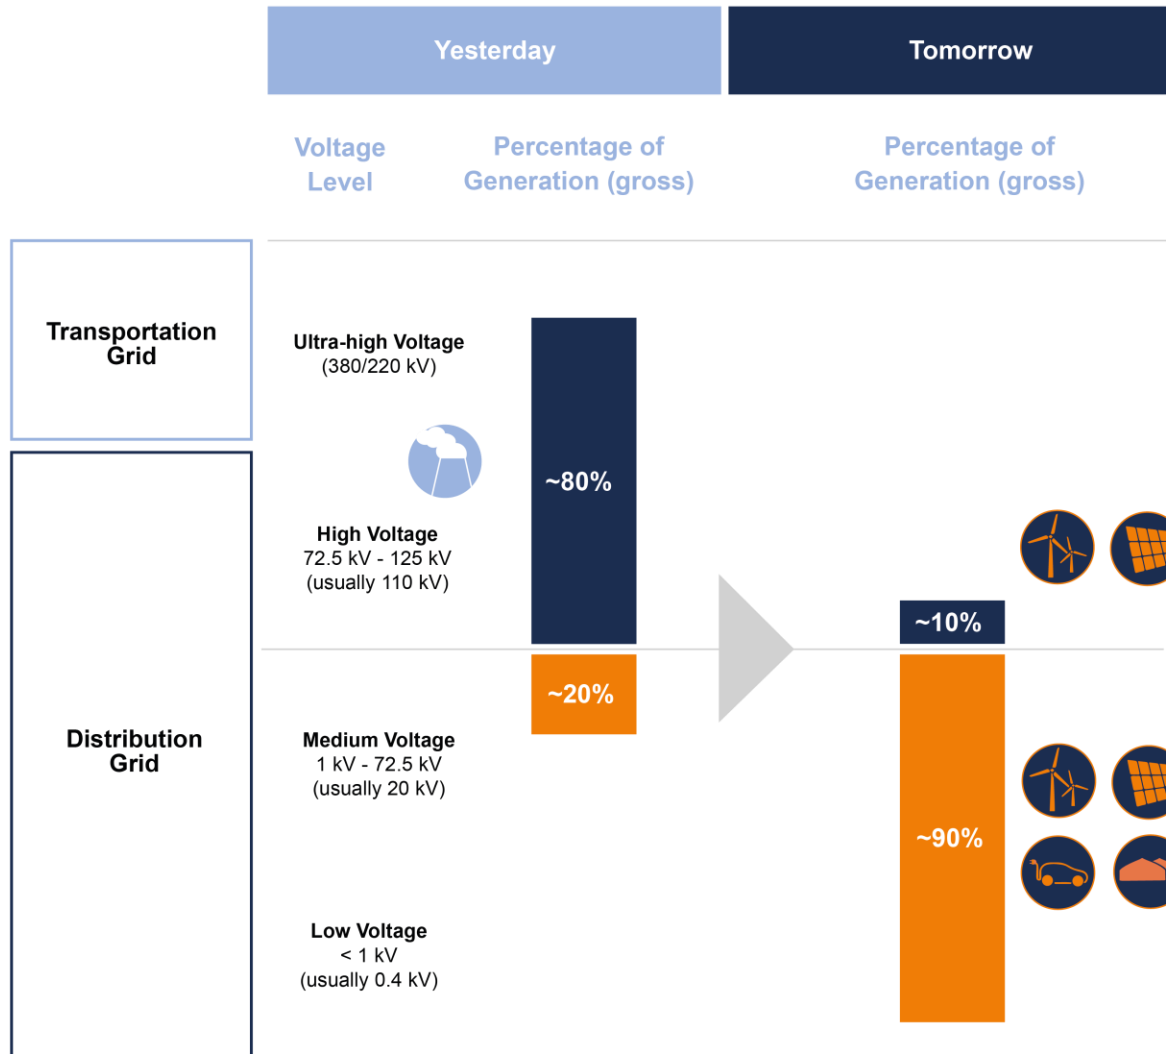 Yesterday
Tomorrow
Voltage
Level
Percentage of
Generation (gross)
Percentage of
Generation (gross)
Transportation
Grid
Ultra-high Voltage
(380/220 kV)
~80%
High Voltage
72.5 kV - 125 kV
(usually 110 kV)
~10%
~20%
Distribution
Grid
Medium Voltage
1 kV - 72.5 kV
(usually 20 kV)
~90%
Low Voltage
< 1 kV
(usually 0.4 kV)